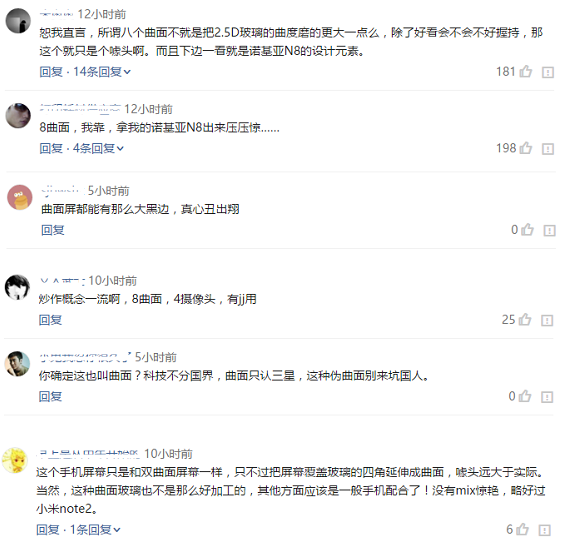 12小时前
恕我直言，所谓八个曲面不就是把2.5D玻璃的曲度磨的更大一点么，除了好看会不会不好握持，那
这个就只是个噱头啊。而且下边一看就是诺基亚N8的设计元素。
回复 · 14条回复 181
12小时前
8曲面，我靠，拿我的诺基亚N8出来压压惊......
回复 · 4条回复 198
5小时前
曲面屏都能有那么大黑边，真心丑出翔
回复 0
10小时前
炒作概念一流啊，8曲面，4摄像头，有jj用
回复 25
5小时前
你确定这也叫曲面？科技不分国界，曲面只认三星，这种伪曲面别来坑国人。
回复 0
10小时前
这个手机屏幕只是和双曲面屏幕一样，只不过把屏幕覆盖玻璃的四角延伸成曲面，噱头远大于实际。
当然，这种曲面玻璃也不是那么好加工的，其他方面应该是一般手机配合了！没有mix惊艳，略好过
小米note2。
回复 · 1条回复 6